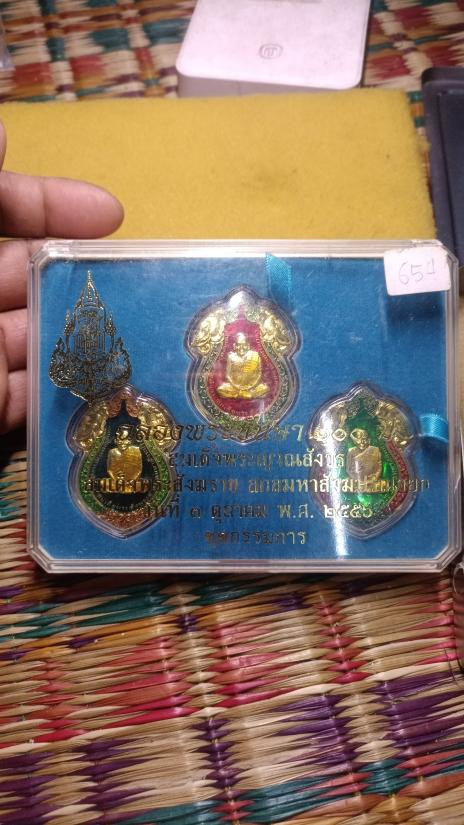 654
ฉลองพระชันษา ๑๐๐ ปี
สมเด็จพระญาณสังวร
สมเด็จพระสังฆราช สกลมหาสังฆปริณายก
วันที่ ๓ ตุลาคม พ.ศ. ๒๕๕๖
ชุดกรรมการ